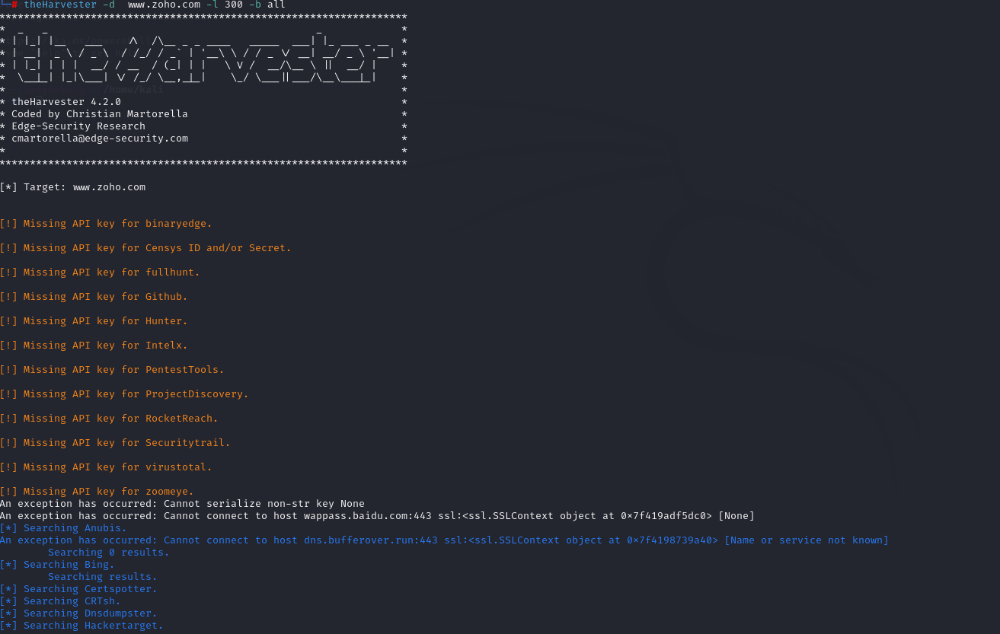 └─# theHarvester -d  www.zoho.com -l 300 -b all
*******************************************************************
*  _   _                                            _             *
* | |_| |__   ___    /\  /\__ _ _ ____   _____  ___| |_ ___ _ __  *
* | __|  _ \ / _ \  / /_/ / _` | '__\ \ / / _ \/ __| __/ _ \ '__| *
* | |_| | | |  __/ / __  / (_| | |   \ V /  __/\__ \ ||  __/ |    *
*  \__|_| |_|\___| \/ /_/ \__,_|_|    \_/ \___||___/\__\___|_|    *
* /home/kali *
* theHarvester 4.2.0                                              *
* Coded by Christian Martorella                                   *
* Edge-Security Research                                          *
* cmartorella@edge-security.com                                   *
*                                                                 *
*******************************************************************
[*] Target: www.zoho.com
[!] Missing API key for binaryedge.
[!] Missing API key for Censys ID and/or Secret.
[!] Missing API key for fullhunt.
[!] Missing API key for Github.
[!] Missing API key for Hunter.
[!] Missing API key for Intelx.
[!] Missing API key for PentestTools.
[!] Missing API key for ProjectDiscovery.
[!] Missing API key for RocketReach.
[!] Missing API key for Securitytrail.
[!] Missing API key for virustotal.
[!] Missing API key for zoomeye.
An exception has occurred: Cannot serialize non-str key None
An exception has occurred: Cannot connect to host wappass.baidu.com:443 ssl:<ssl.SSLContext object at 0x7f419adf5dc0> [None]
[*] Searching Anubis.
An exception has occurred: Cannot connect to host dns.bufferover.run:443 ssl:<ssl.SSLContext object at 0x7f4198739a40> [Name or service not known]
Searching 0 results.
[*] Searching Bing.
Searching results.
[*] Searching Certspotter.
[*] Searching CRTsh.
[*] Searching Dnsdumpster.
[*] Searching Hackertarget.